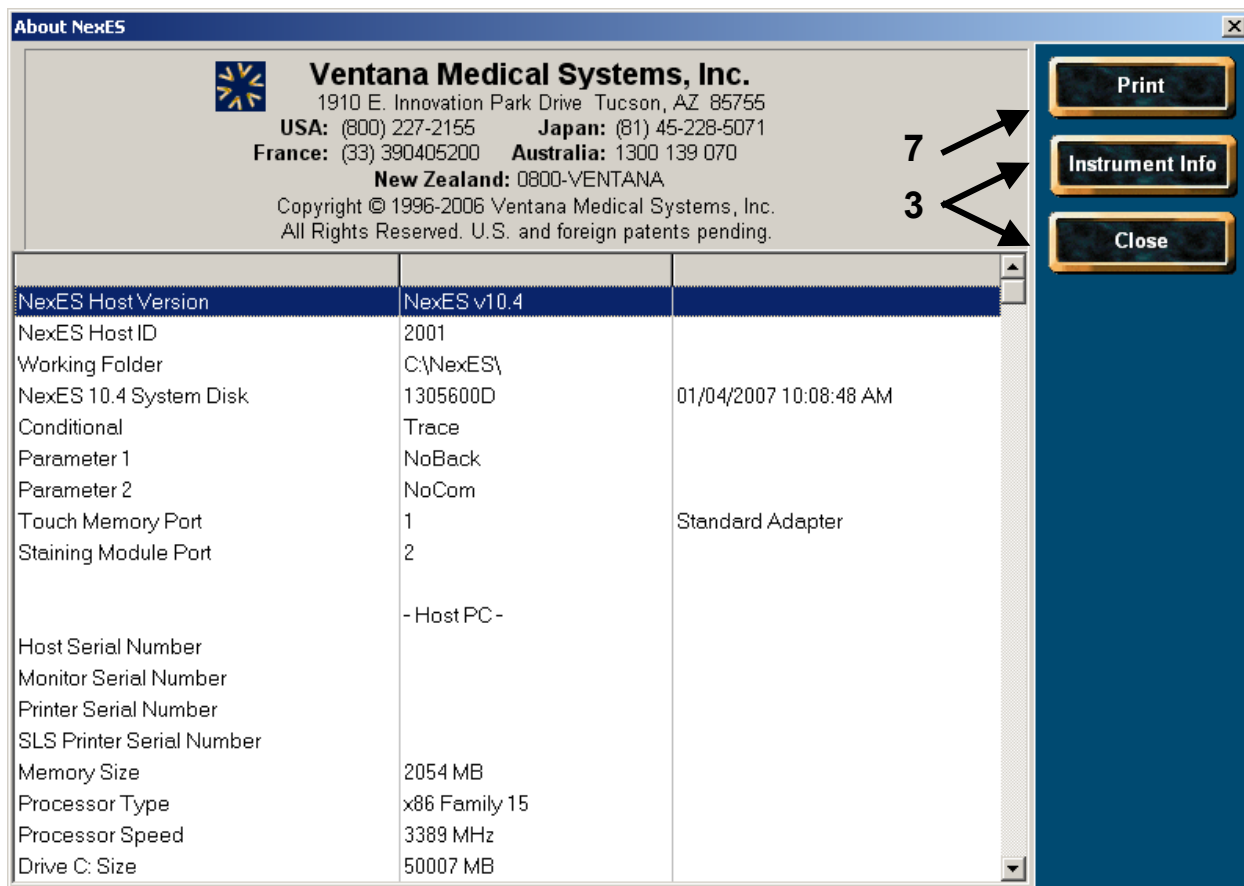 About NexES
Ventana Medical Systems, Inc.
1910 E. Innovation Park Drive Tucson, AZ 85755
USA: (800) 227-2155 Japan: (81) 45-228-5071
France: (33) 390405200 Australia: 1300 139 070
New Zealand: 0800-VENTANA
Copyright © 1996-2006 Ventana Medical Systems, Inc.
All Rights Reserved. U.S. and foreign patents pending.
Print
7
Instrument Info
3
Close
NexES Host Version NexES v10.4
NexES Host ID 2001
Working Folder C:\NexES\
NexES 10.4 System Disk 1305600D 01/04/2007 10:08:48 AM
Conditional Trace
Parameter 1 NoBack
Parameter 2 NoCom
Touch Memory Port 1 Standard Adapter
Staining Module Port 2
- Host PC -
Host Serial Number
Monitor Serial Number
Printer Serial Number
SLS Printer Serial Number
Memory Size 2054 MB
Processor Type x86 Family 15
Processor Speed 3389 MHz
Drive C: Size 50007 MB